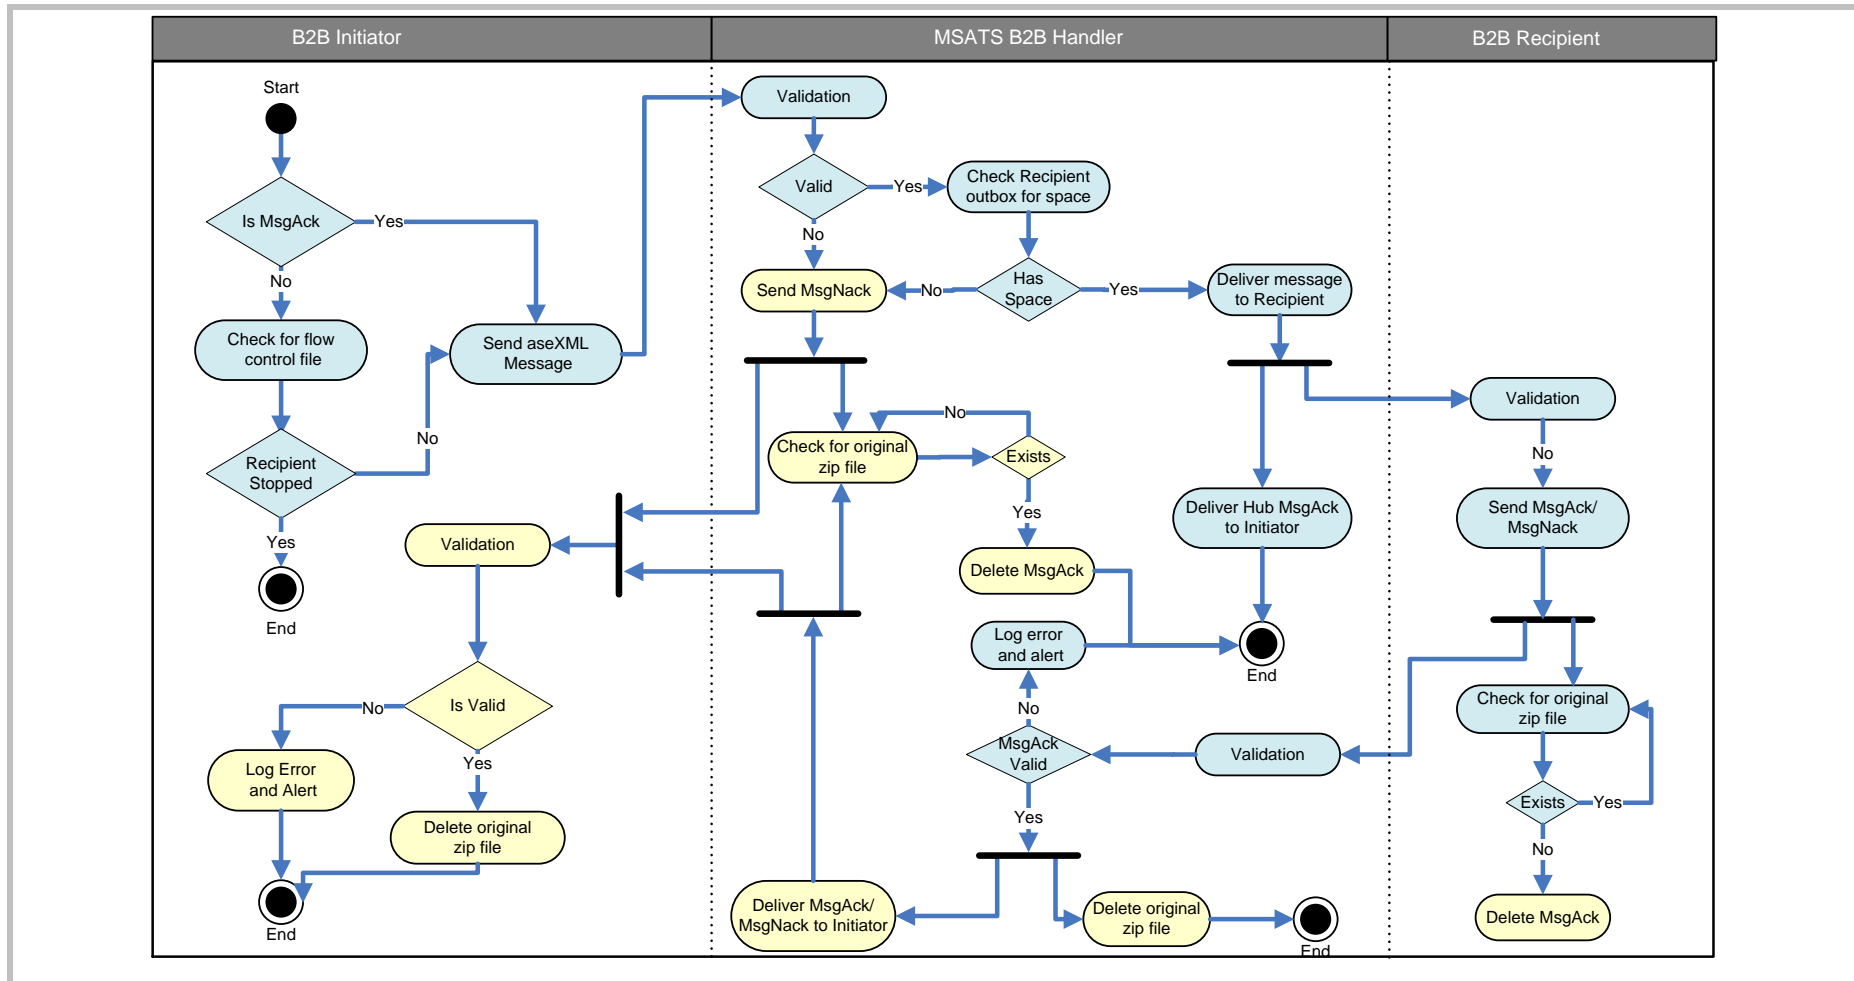 B2B Initiator
MSATS B2B Handler
B2B Recipient
Start
Is MsgAck
Yes
No
Check for flow
control file
Send aseXML
Message
No
Recipient
Stopped
Yes
End
Validation
Is Valid
No
Yes
Log Error
and Alert
Delete original
zip file
End
Validation
Valid
Yes
Check Recipient
outbox for space
No
Send MsgNack
No
Has
Space
Yes
Deliver message
to Recipient
No
Check for original
zip file
Exists
Yes
Delete MsgAck
Deliver Hub MsgAck
to Initiator
Log error
and alert
End
No
MsgAck
Valid
Validation
Yes
Deliver MsgAck/
MsgNack to Initiator
Delete original
zip file
End
Validation
No
Send MsgAck/
MsgNack
Check for original
zip file
Exists
Yes
No
Delete MsgAck